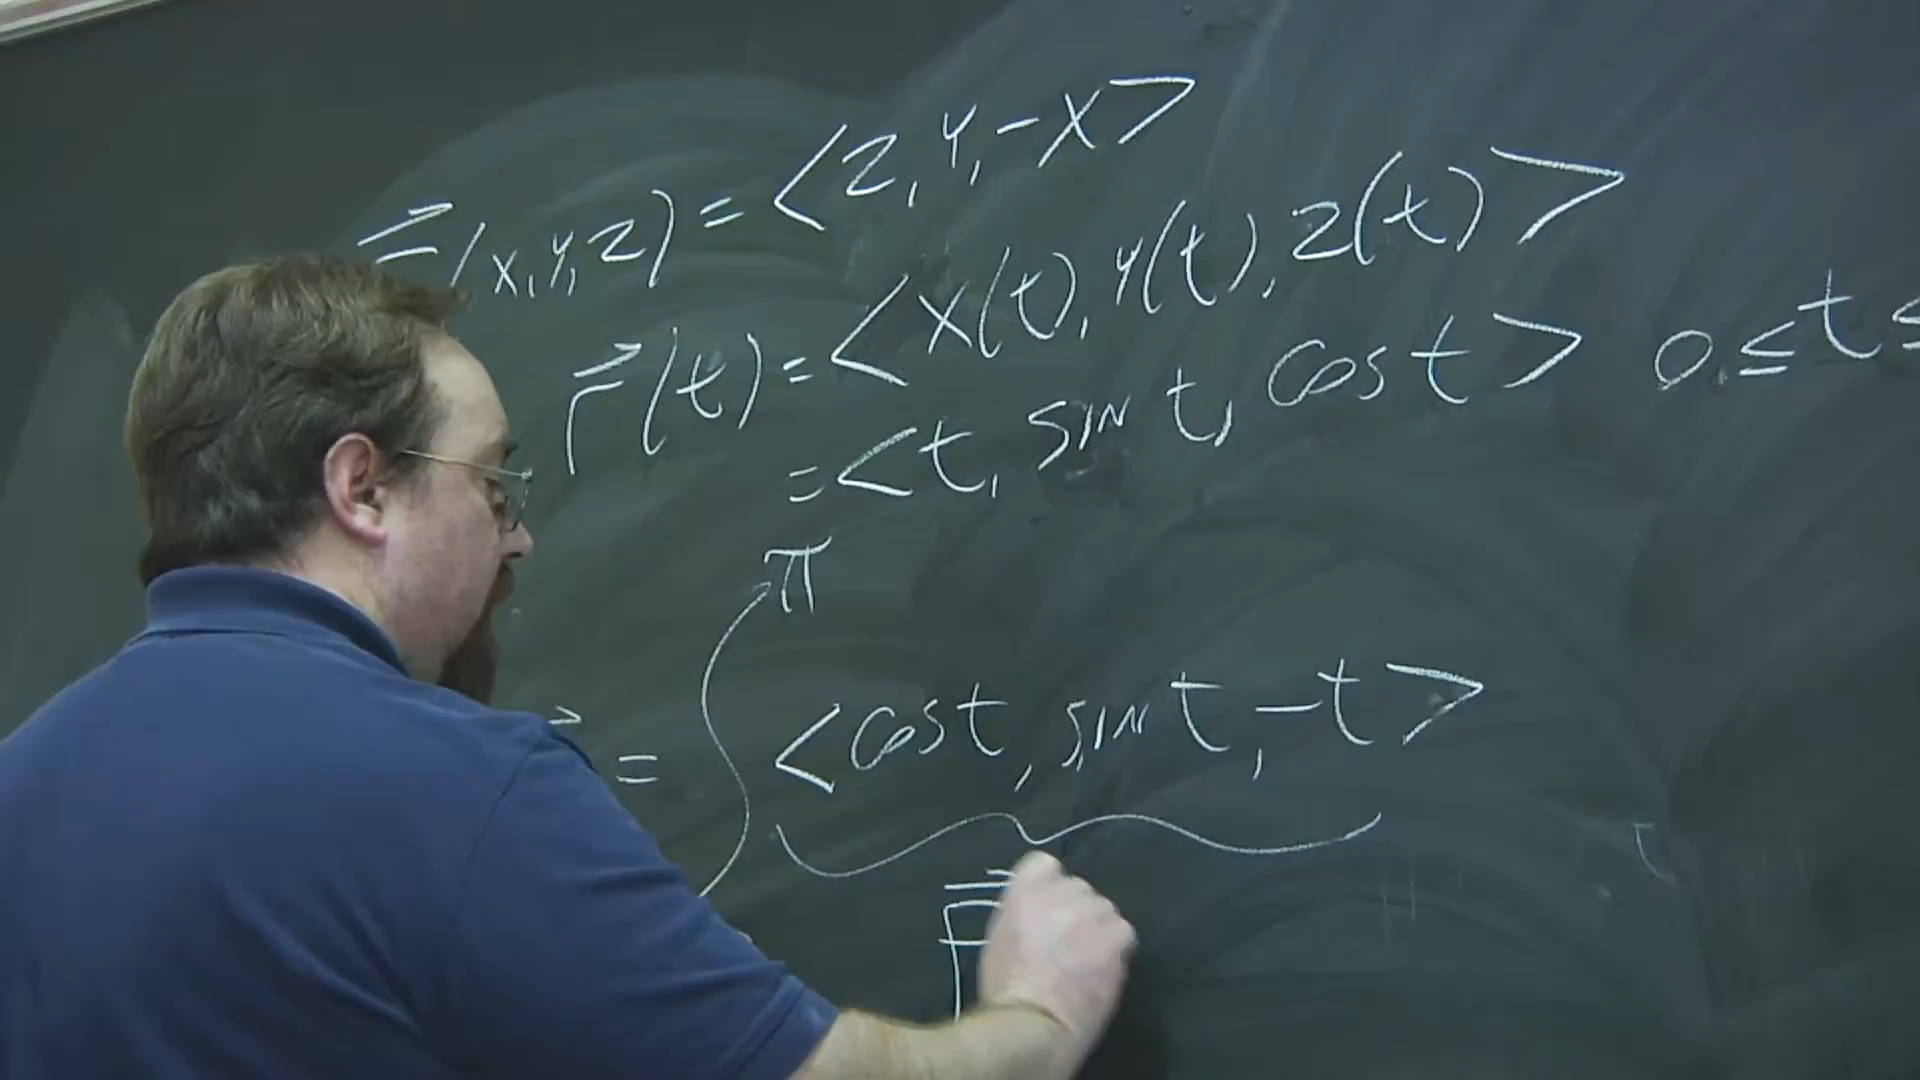 F⃗(x,y,z) = <z, y, -x>
r⃗(t) = <x(t), y(t), z(t)>
= <t, sin t, cos t> 0 ≤ t ≤
π
= ∫ <cos t, sin t, -t>
F⃗